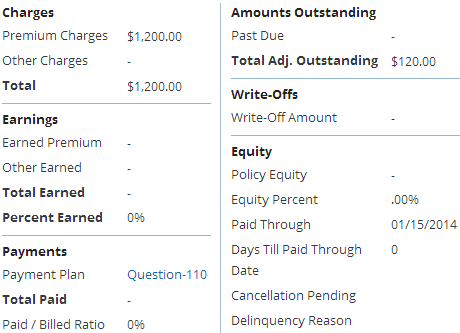 Charges
Premium Charges $1,200.00
Other Charges -
Total $1,200.00
Earnings
Earned Premium -
Other Earned -
Total Earned -
Percent Earned 0%
Payments
Payment Plan Question-110
Total Paid -
Paid / Billed Ratio 0%
Amounts Outstanding
Past Due -
Total Adj. Outstanding $120.00
Write-Offs
Write-Off Amount -
Equity
Policy Equity -
Equity Percent .00%
Paid Through 01/15/2014
Days Till Paid Through 0
Date
Cancellation Pending
Delinquency Reason